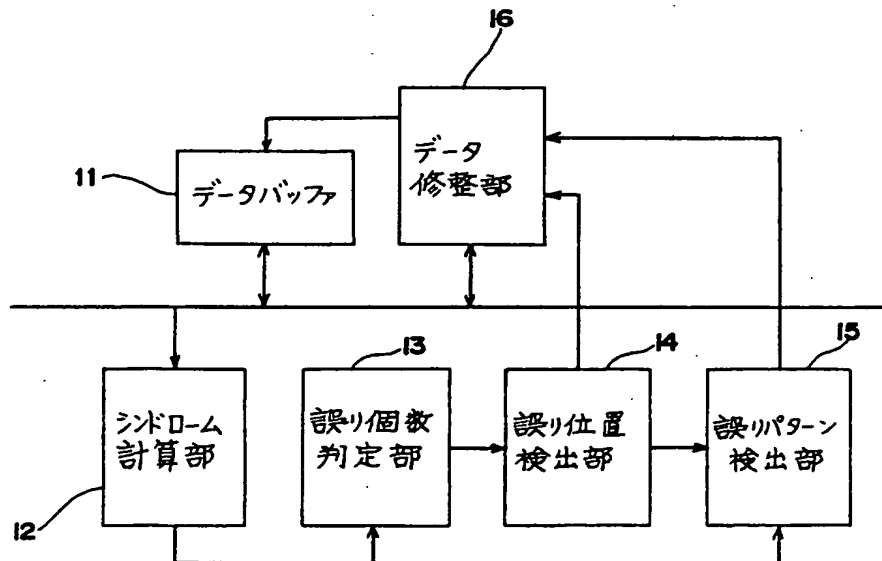 16
11
データバッファ
データ
修整部
13
14
15
シンドローム
計算部
誤り個数
判定部
誤り位置
検出部
誤りパターン
検出部
12